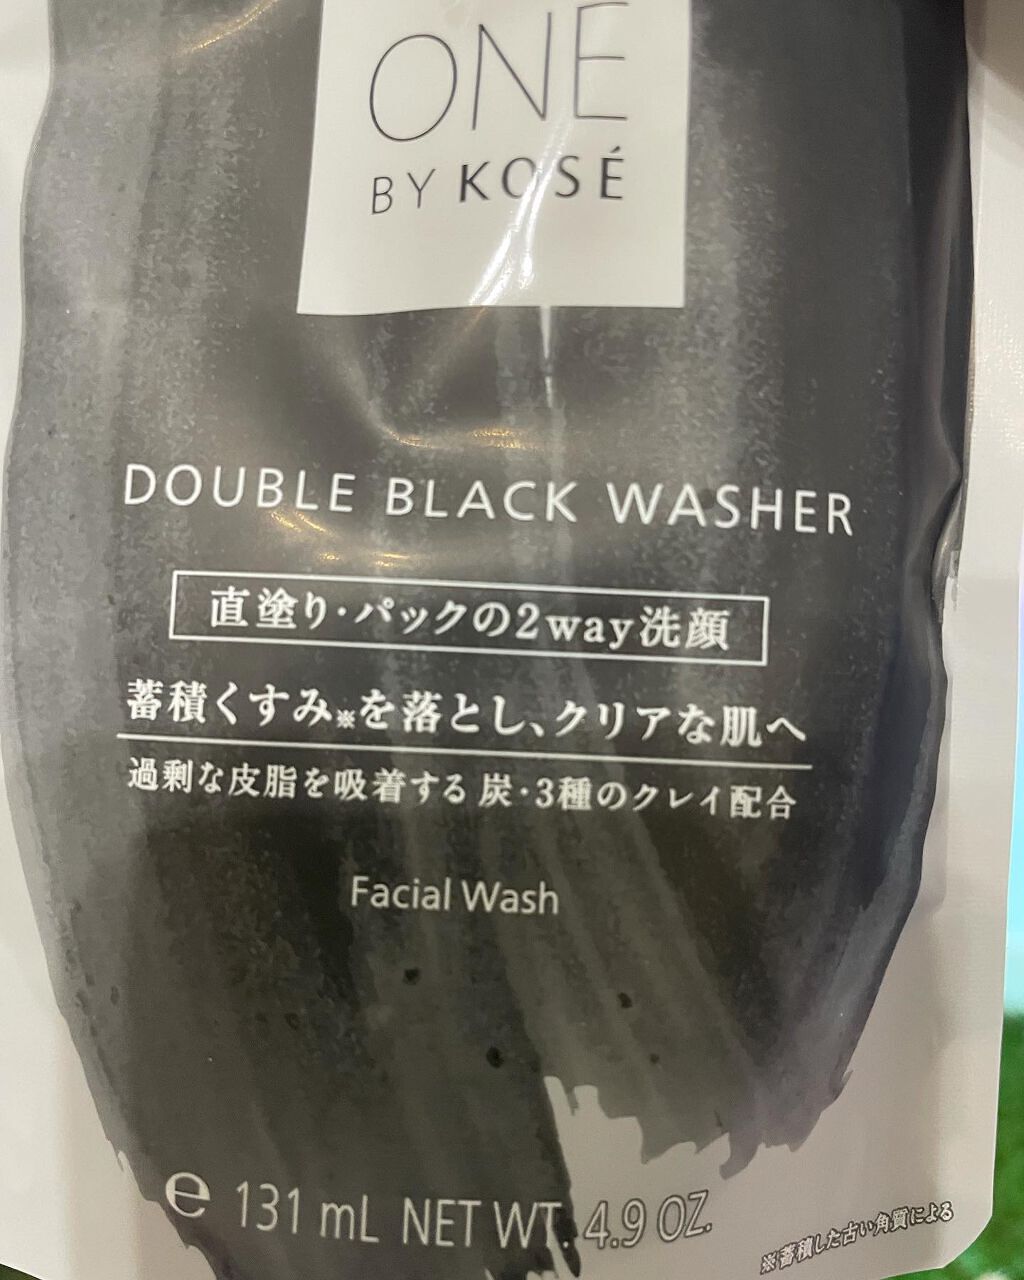 ONE
BY KOSÉ
DOUBLE BLACK WASHER
直塗り・パックの2way洗顔
蓄積くすみ※を落とし、クリアな肌へ
過剰な皮脂を吸着する 炭・3種のクレイ配合
Facial Wash
℮ 131 mL NET WT. 4.9 OZ.
※蓄積した古い角質による